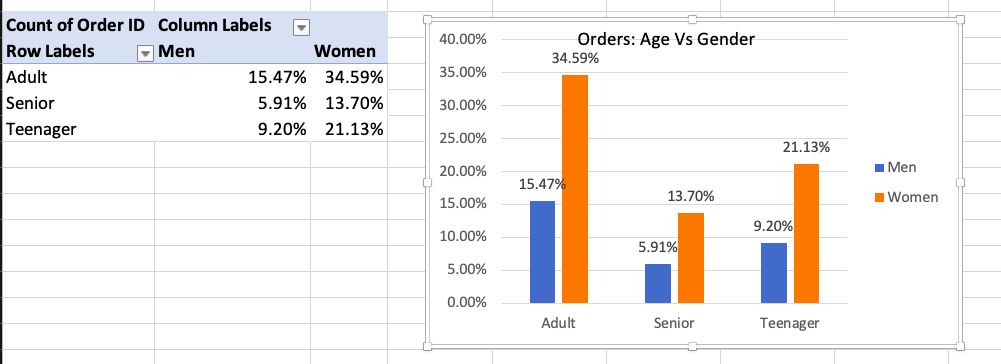 Count of Order ID Column Labels
Row Labels Men Women
Adult 15.47% 34.59%
Senior 5.91% 13.70%
Teenager 9.20% 21.13%
Orders: Age Vs Gender
40.00%
35.00%
30.00%
25.00%
20.00%
15.00%
10.00%
5.00%
0.00%
34.59%
15.47%
5.91%
13.70%
9.20%
21.13%
Adult Senior Teenager
Men
Women